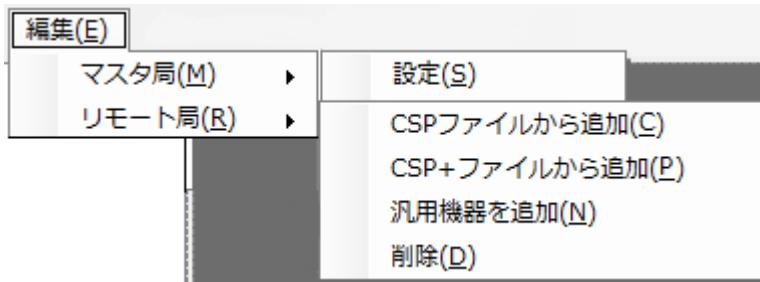 編集(E)
マスタ局(M)
設定(S)
リモート局(R)
CSPファイルから追加(C)
CSP+ファイルから追加(P)
汎用機器を追加(N)
削除(D)